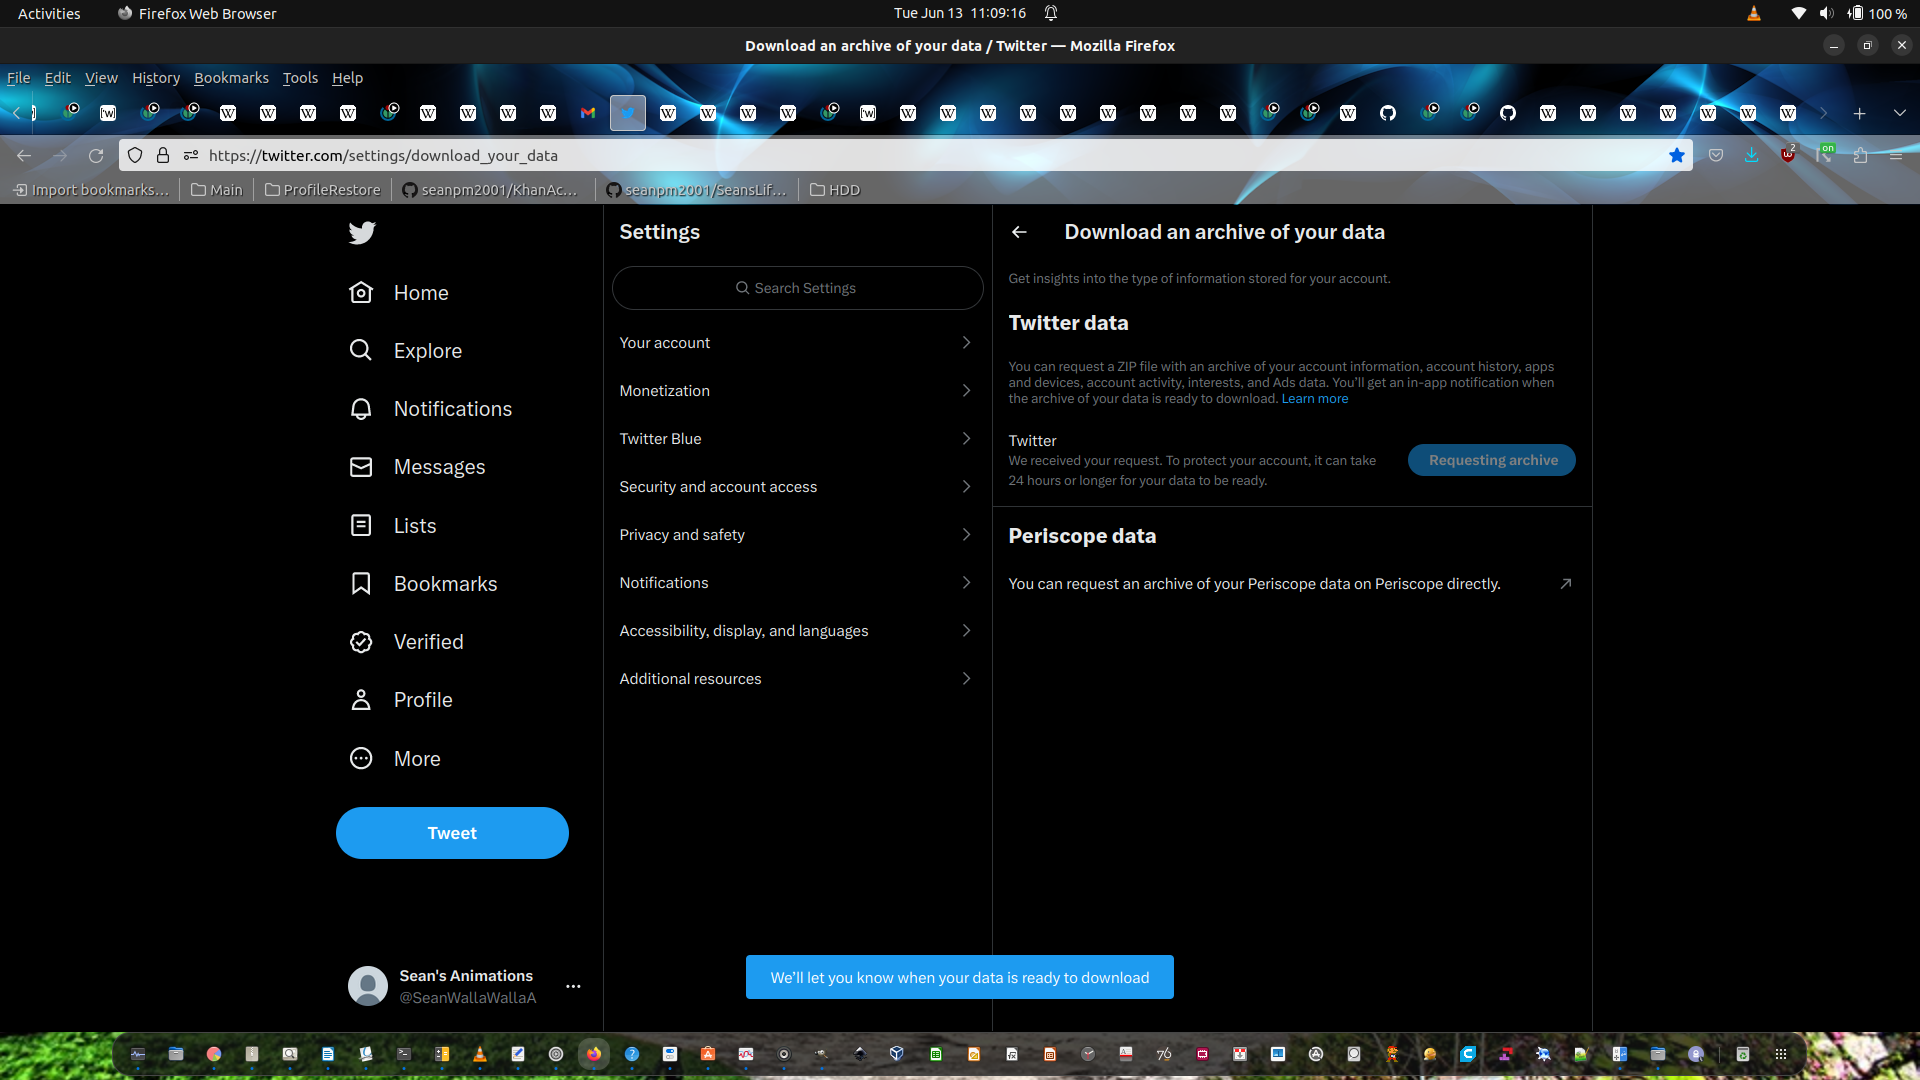 Activities
Firefox Web Browser
Tue Jun 13 11:09:16
100 %
Download an archive of your data / Twitter — Mozilla Firefox
File Edit View History Bookmarks Tools Help
https://twitter.com/settings/download_your_data
2
on
Import bookmarks...
Main
ProfileRestore
seanpm2001/KhanAc...
seanpm2001/SeansLif...
HDD
Home
Explore
Notifications
Messages
Lists
Bookmarks
Verified
Profile
More
Tweet
Sean's Animations
@SeanWallaWallaA
Settings
Search Settings
Your account
Monetization
Twitter Blue
Security and account access
Privacy and safety
Notifications
Accessibility, display, and languages
Additional resources
Download an archive of your data
Get insights into the type of information stored for your account.
Twitter data
You can request a ZIP file with an archive of your account information, account history, apps
and devices, account activity, interests, and Ads data. You'll get an in-app notification when
the archive of your data is ready to download. Learn more
Twitter
We received your request. To protect your account, it can take
24 hours or longer for your data to be ready.
Requesting archive
Periscope data
You can request an archive of your Periscope data on Periscope directly.
We'll let you know when your data is ready to download